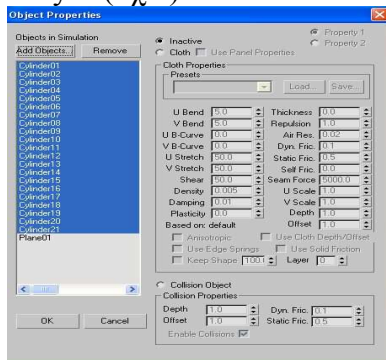 Object Properties
Objects in Simulation
Add Objects... Remove
Cylinder01
Cylinder02
Cylinder03
Cylinder04
Cylinder05
Cylinder06
Cylinder07
Cylinder08
Cylinder09
Cylinder10
Cylinder11
Cylinder12
Cylinder13
Cylinder14
Cylinder15
Cylinder16
Cylinder17
Cylinder18
Cylinder19
Cylinder20
Cylinder21
Plane01
OK Cancel
Inactive
Property 1
Cloth Use Panel Properties
Property 2
Cloth Properties
Presets
Load... Save...
U Bend 5.0 Thickness 0.0
V Bend 5.0 Repulsion 1.0
U B-Curve 0.0 Air Res. 0.02
V B-Curve 0.0 Dyn. Fric. 0.1
U Stretch 50.0 Static Fric. 0.5
V Stretch 50.0 Self Fric. 0.0
Shear 50.0 Seam Force 5000.0
Density 0.005 U Scale 1.0
Damping 0.01 V Scale 1.0
Plasticity 0.0 Depth 1.0
Based on: default Offset 1.0
Anisotropic Use Cloth Depth/Offset
Use Edge Springs Use Solid Friction
Keep Shape 100 Layer 0
Collision Object
Collision Properties
Depth 1.0 Dyn. Fric. 0.1
Offset 1.0 Static Fric. 0.5
Enable Collisions